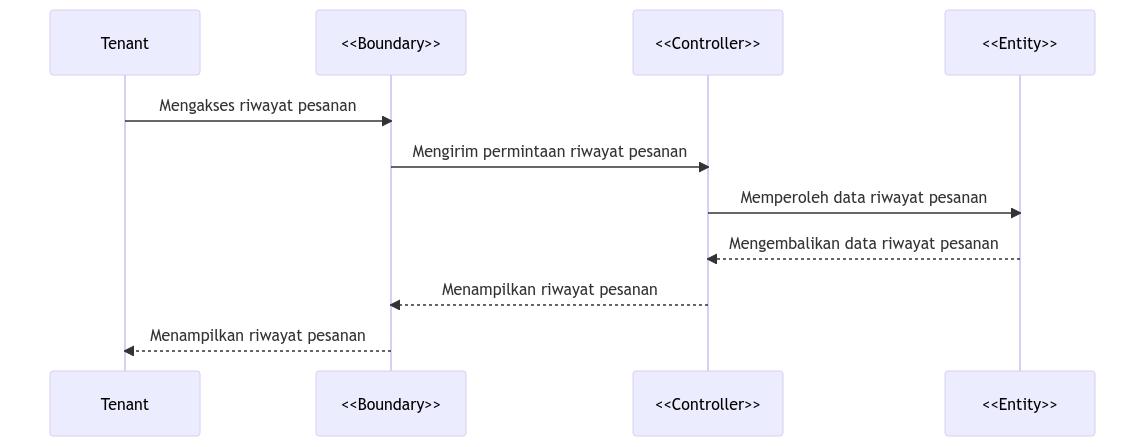 Tenant
<<Boundary>>
<<Controller>>
<<Entity>>
Mengakses riwayat pesanan
Mengirim permintaan riwayat pesanan
Memperoleh data riwayat pesanan
Mengembalikan data riwayat pesanan
Menampilkan riwayat pesanan
Menampilkan riwayat pesanan
Tenant
<<Boundary>>
<<Controller>>
<<Entity>>